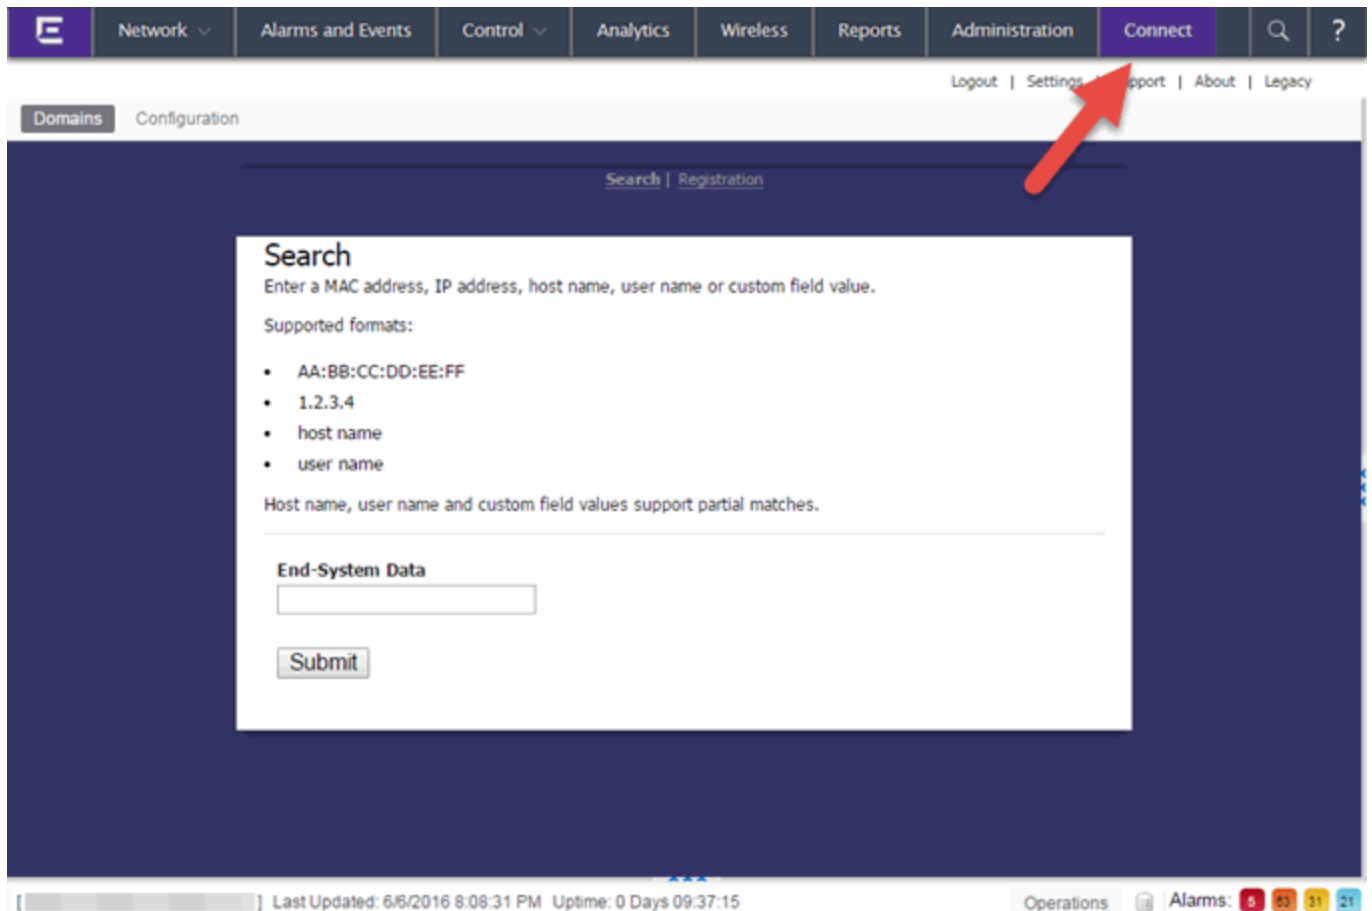 E Network Alarms and Events Control Analytics Wireless Reports Administration Connect ?
Logout | Settings | Support | About | Legacy
Domains Configuration
Search | Registration
Search
Enter a MAC address, IP address, host name, user name or custom field value.
Supported formats:
• AA:BB:CC:DD:EE:FF
• 1.2.3.4
• host name
• user name
Host name, user name and custom field values support partial matches.
End-System Data
Submit
[ ] Last Updated: 6/6/2016 8:08:31 PM Uptime: 0 Days 09:37:15 Operations Alarms: 5 63 31 21